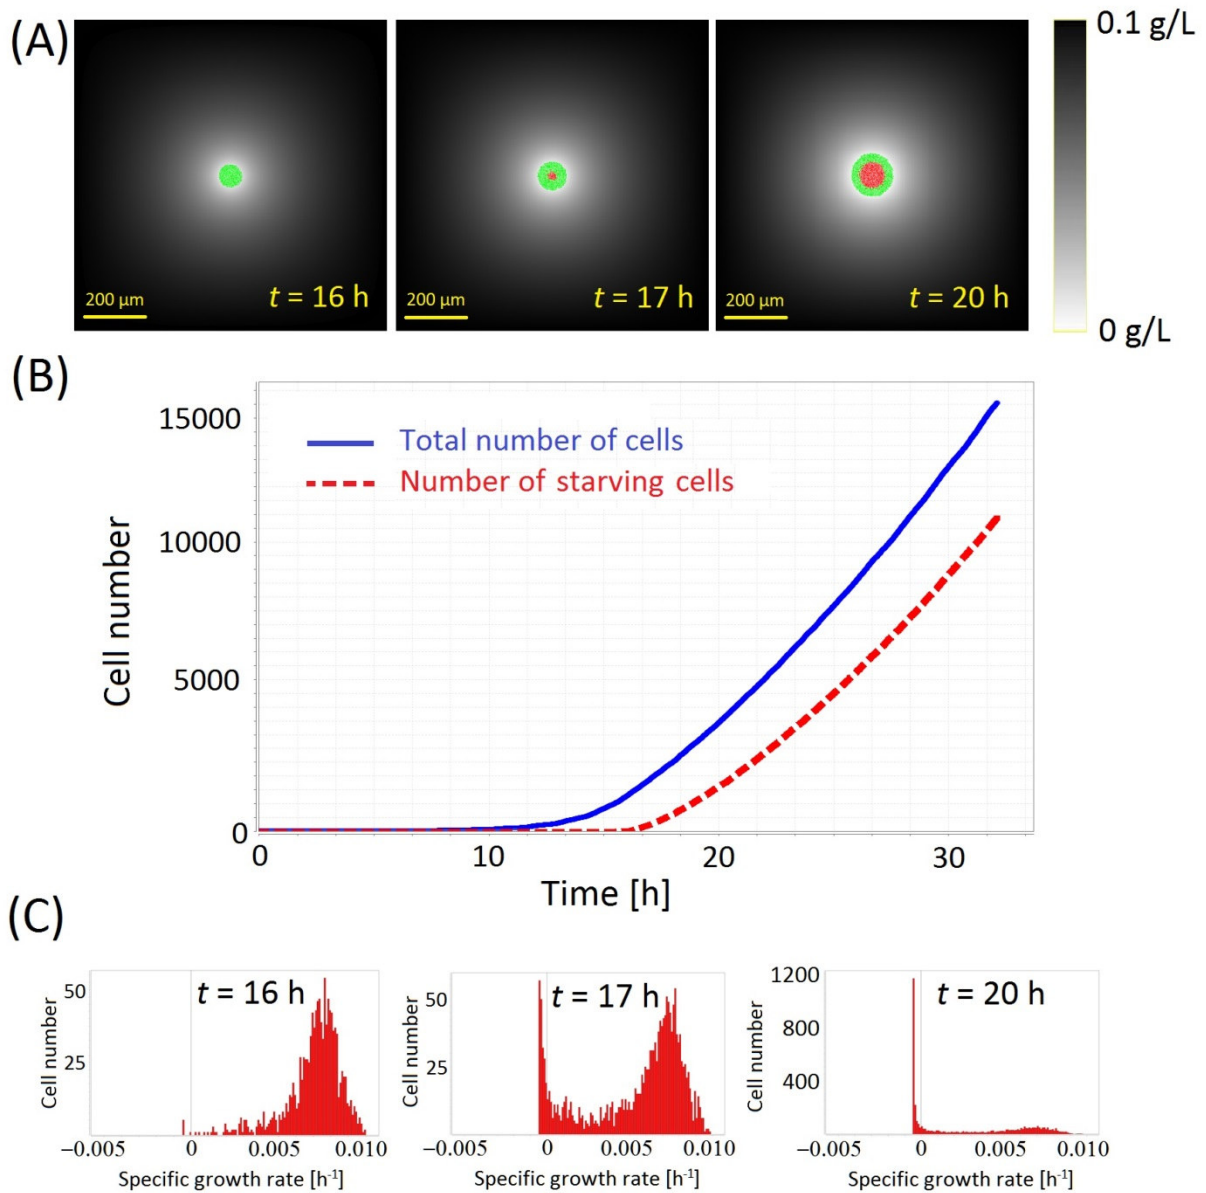 (A)
0.1 g/L
200 µm
t = 16 h
200 µm
t = 17 h
200 µm
t = 20 h
0 g/L
(B)
15000
10000
5000
0
Cell number
Total number of cells
Number of starving cells
0 10 20 30
Time [h]
(C)
Cell number
50
25
t = 16 h
−0.005 0 0.005 0.010
Specific growth rate [h⁻¹]
Cell number
50
25
t = 17 h
−0.005 0 0.005 0.010
Specific growth rate [h⁻¹]
Cell number
1200
800
400
t = 20 h
−0.005 0 0.005 0.010
Specific growth rate [h⁻¹]